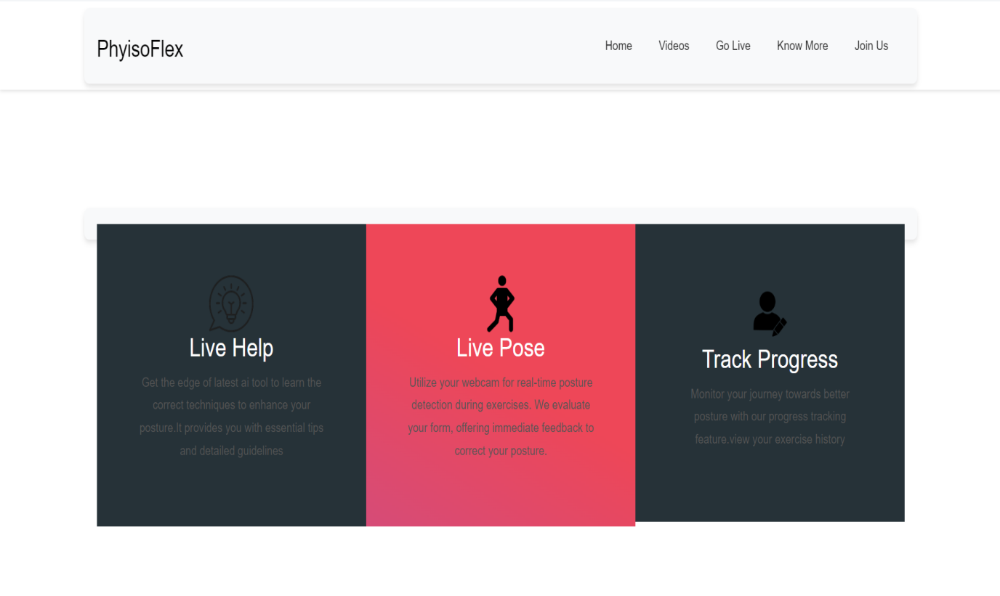 PhyisoFlex
Home Videos Go Live Know More Join Us
Live Help
Get the edge of latest ai tool to learn the
correct techniques to enhance your
posture.It provides you with essential tips
and detailed guidelines
Live Pose
Utilize your webcam for real-time posture
detection during exercises. We evaluate
your form, offering immediate feedback to
correct your posture.
Track Progress
Monitor your journey towards better
posture with our progress tracking
feature.view your exercise history